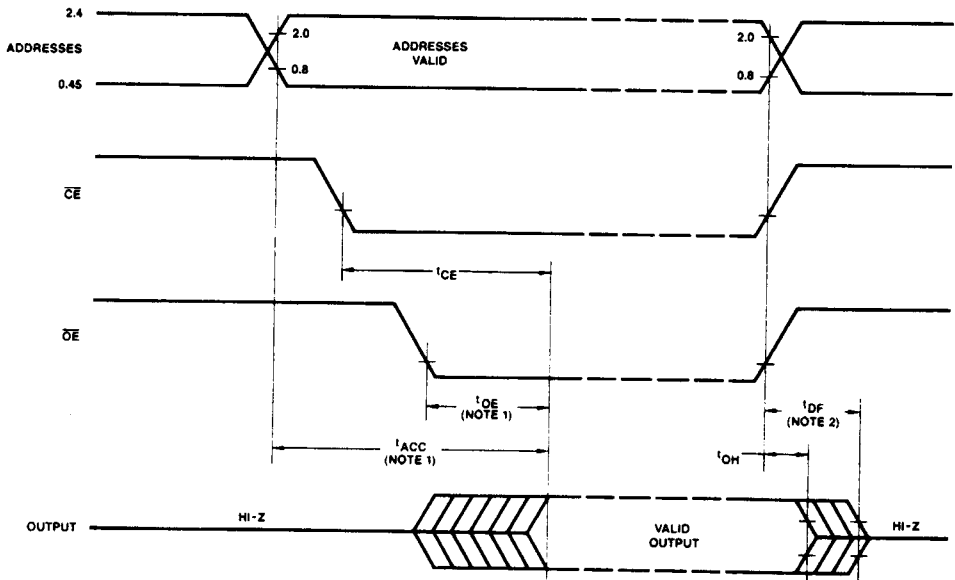 2.4
ADDRESSES
0.45
2.0
0.8
ADDRESSES
VALID
2.0
0.8
CE
tCE
OE
tOE
(NOTE 1)
tACC
(NOTE 1)
tDF
(NOTE 2)
tOH
OUTPUT
HI-Z
VALID
OUTPUT
HI-Z